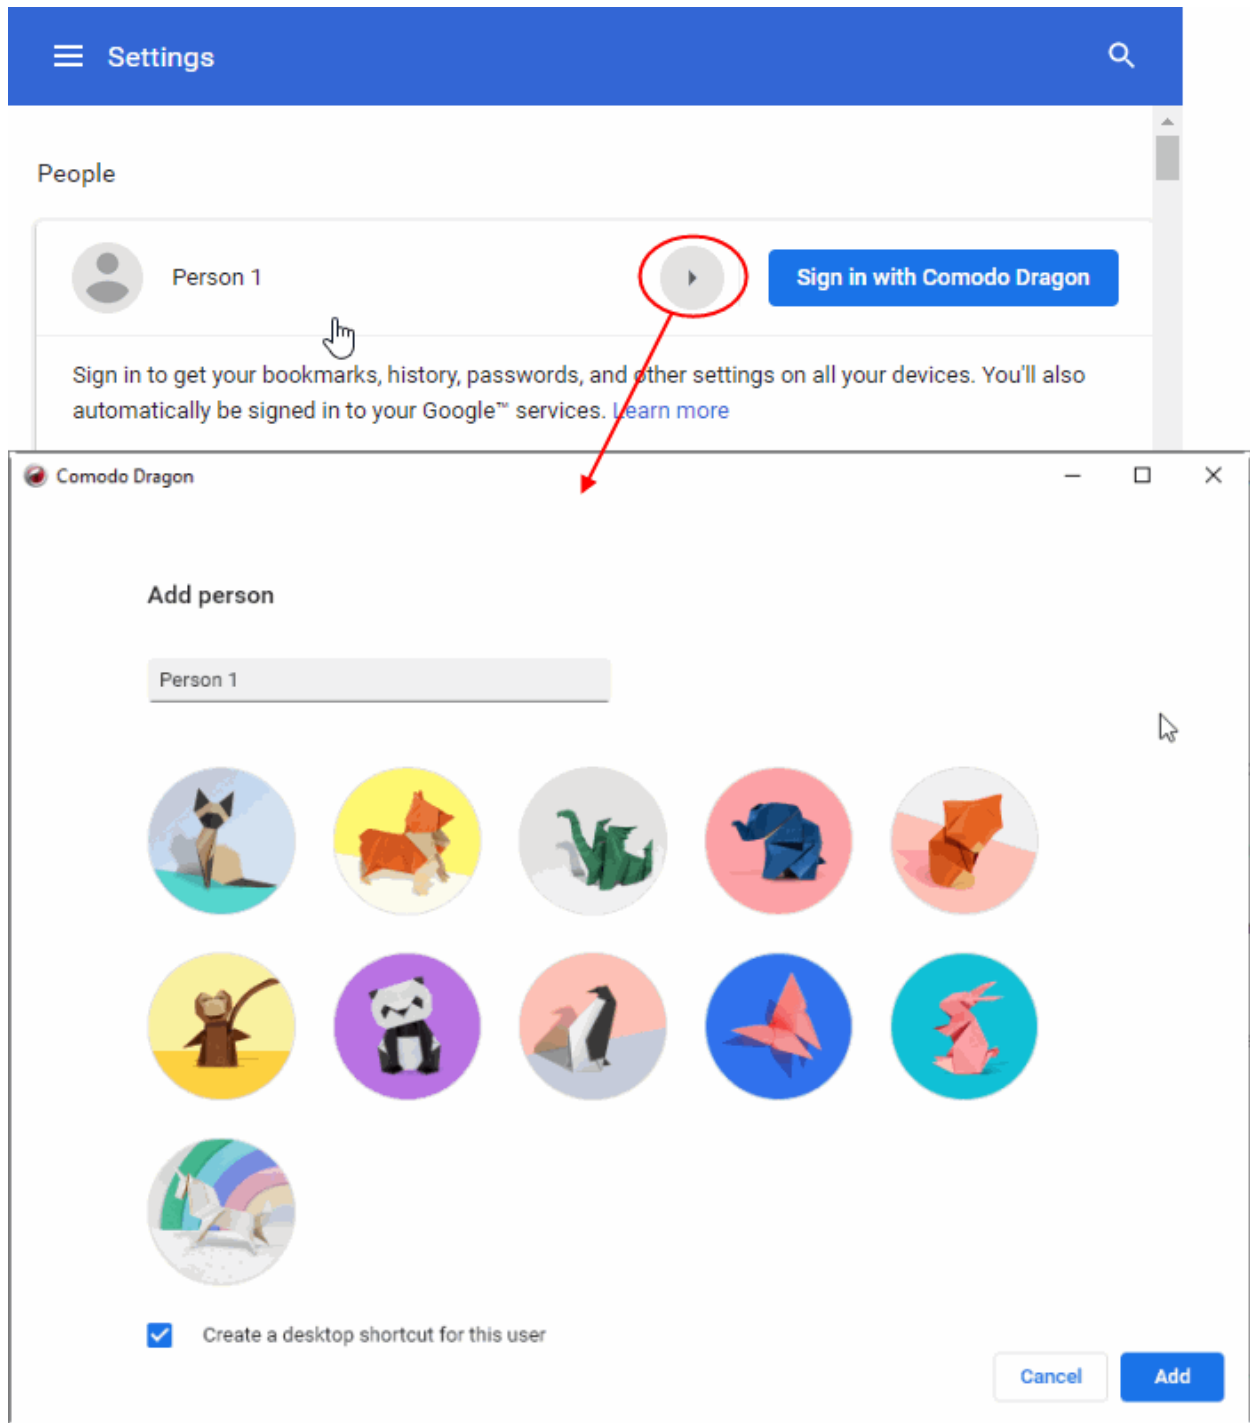 Settings
People
Person 1
Sign in with Comodo Dragon
Sign in to get your bookmarks, history, passwords, and other settings on all your devices. You'll also
automatically be signed in to your Google™ services. Learn more
Comodo Dragon
Add person
Person 1
Create a desktop shortcut for this user
Cancel
Add